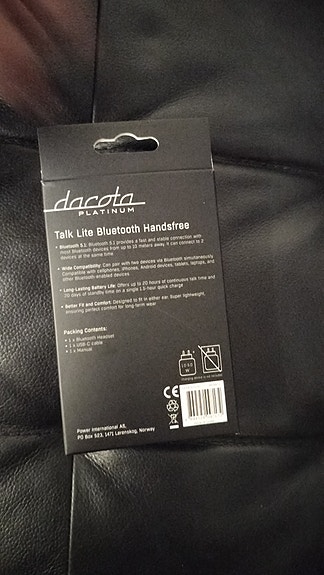 dacota
PLATINUM
Talk Lite Bluetooth Handsfree
• Bluetooth 5.1: Bluetooth 5.1 provides a fast and stable connection with
most Bluetooth devices from up to 10 meters away. It can connect to 2
devices at the same time.
• Wide Compatibility: Can pair with two devices via Bluetooth simultaneously.
Compatible with cellphones, iPhones, Android devices, tablets, laptops, and
other Bluetooth-enabled devices
• Long-Lasting Battery Life: Offers up to 20 hours of continuous talk time and
20 days of standby time on a single 1.5-hour quick charge
• Better Fit and Comfort: Designed to fit in either ear. Super lightweight,
ensuring perfect comfort for long-term wear
Packing Contents:
• 1 x Bluetooth Headset
• 1 x USB-C cable
• 1 x Manual
W
CE
Power International AS,
PO Box 523, 1471 Lørenskog, Norway